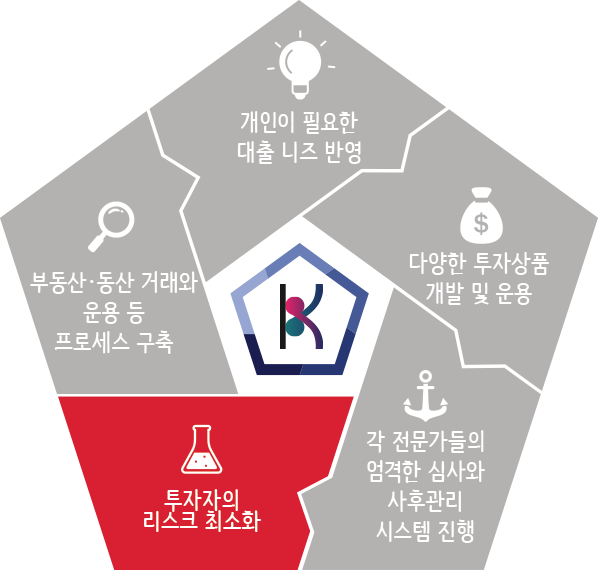 개인이 필요한
대출 니즈 반영
다양한 투자상품
개발 및 운용
부동산·동산 거래와
운용 등
프로세스 구축
각 전문가들의
엄격한 심사와
사후관리
시스템 진행
투자자의
리스크 최소화